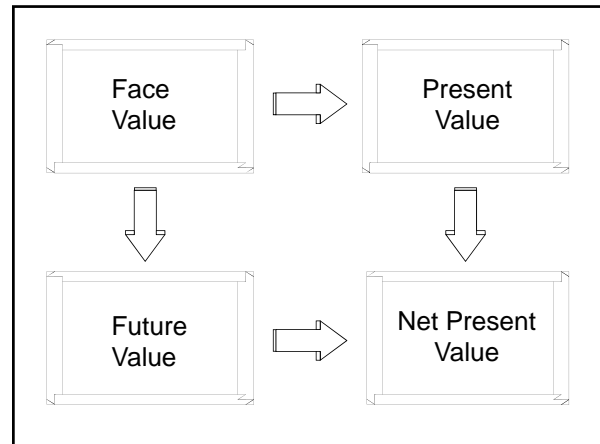 Face
Value
Present
Value
Future
Value
Net Present
Value